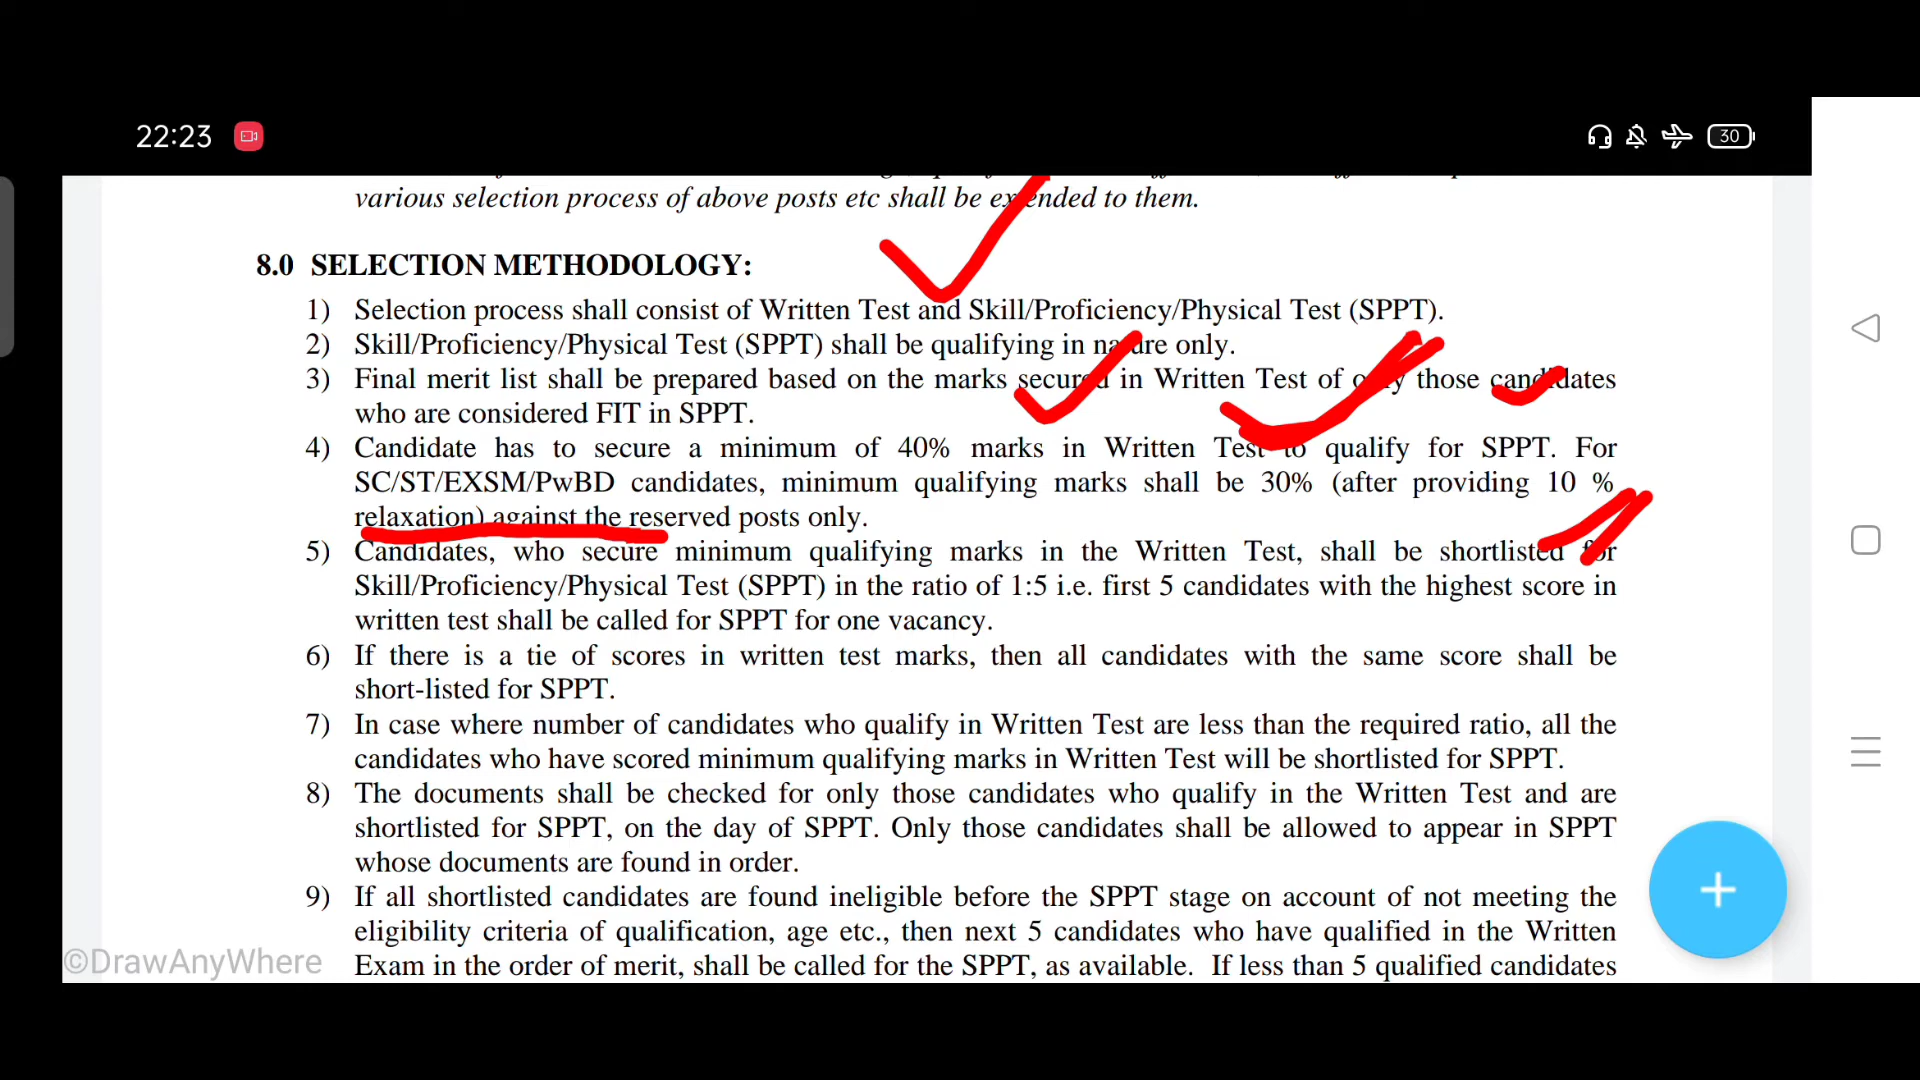 22:23
30
various selection process of above posts etc shall be extended to them.
8.0 SELECTION METHODOLOGY:
1) Selection process shall consist of Written Test and Skill/Proficiency/Physical Test (SPPT).
2) Skill/Proficiency/Physical Test (SPPT) shall be qualifying in nature only.
3) Final merit list shall be prepared based on the marks secured in Written Test of only those candidates
who are considered FIT in SPPT.
4) Candidate has to secure a minimum of 40% marks in Written Test to qualify for SPPT. For
SC/ST/EXSM/PwBD candidates, minimum qualifying marks shall be 30% (after providing 10 %
relaxation) against the reserved posts only.
5) Candidates, who secure minimum qualifying marks in the Written Test, shall be shortlisted for
Skill/Proficiency/Physical Test (SPPT) in the ratio of 1:5 i.e. first 5 candidates with the highest score in
written test shall be called for SPPT for one vacancy.
6) If there is a tie of scores in written test marks, then all candidates with the same score shall be
short-listed for SPPT.
7) In case where number of candidates who qualify in Written Test are less than the required ratio, all the
candidates who have scored minimum qualifying marks in Written Test will be shortlisted for SPPT.
8) The documents shall be checked for only those candidates who qualify in the Written Test and are
shortlisted for SPPT, on the day of SPPT. Only those candidates shall be allowed to appear in SPPT
whose documents are found in order.
9) If all shortlisted candidates are found ineligible before the SPPT stage on account of not meeting the
eligibility criteria of qualification, age etc., then next 5 candidates who have qualified in the Written
Exam in the order of merit, shall be called for the SPPT, as available. If less than 5 qualified candidates
©DrawAnyWhere